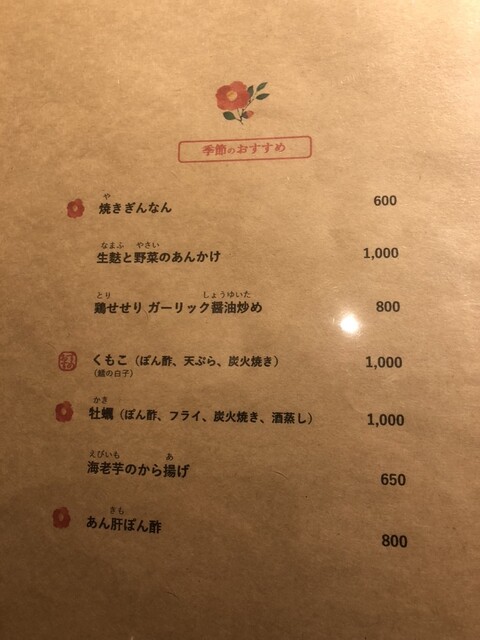 季節のおすすめ
焼きぎんなん 600
や
生麩と野菜のあんかけ 1,000
なまふ やさい
鶏せせり ガーリック醤油炒め 800
とり しょうゆいた
くもこ（ぽん酢、天ぷら、炭火焼き） 1,000
（鱈の白子）
かき
牡蠣（ぽん酢、フライ、炭火焼き、酒蒸し） 1,000
えびいも あ
海老芋のから揚げ 650
きも
あん肝ぽん酢 800